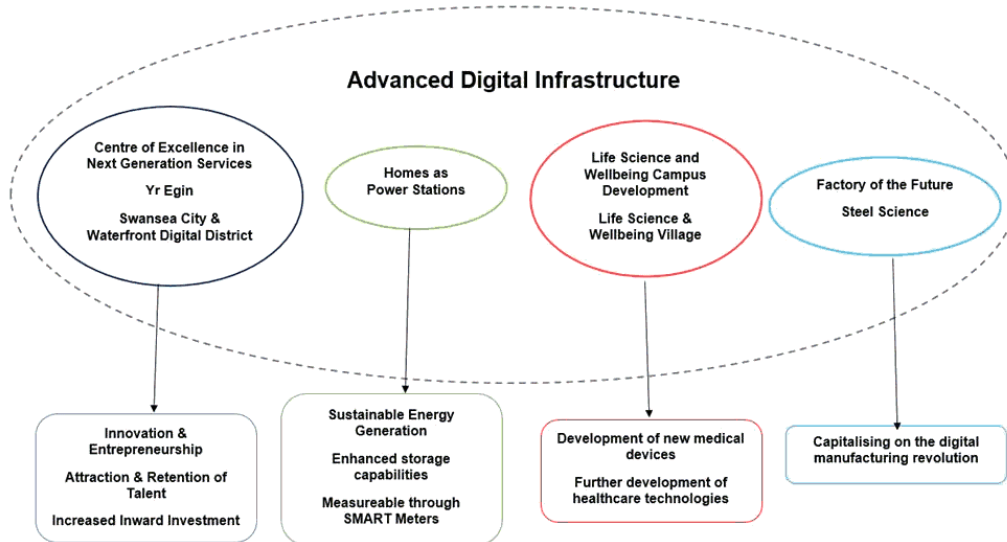 Advanced Digital Infrastructure
Centre of Excellence in
Next Generation Services
Yr Egin
Swansea City &
Waterfront Digital District
Homes as
Power Stations
Life Science and
Wellbeing Campus
Development
Life Science &
Wellbeing Village
Factory of the Future
Steel Science
Innovation &
Entrepreneurship
Attraction & Retention of
Talent
Increased Inward Investment
Sustainable Energy
Generation
Enhanced storage
capabilities
Measureable through
SMART Meters
Development of new medical
devices
Further development of
healthcare technologies
Capitalising on the digital
manufacturing revolution